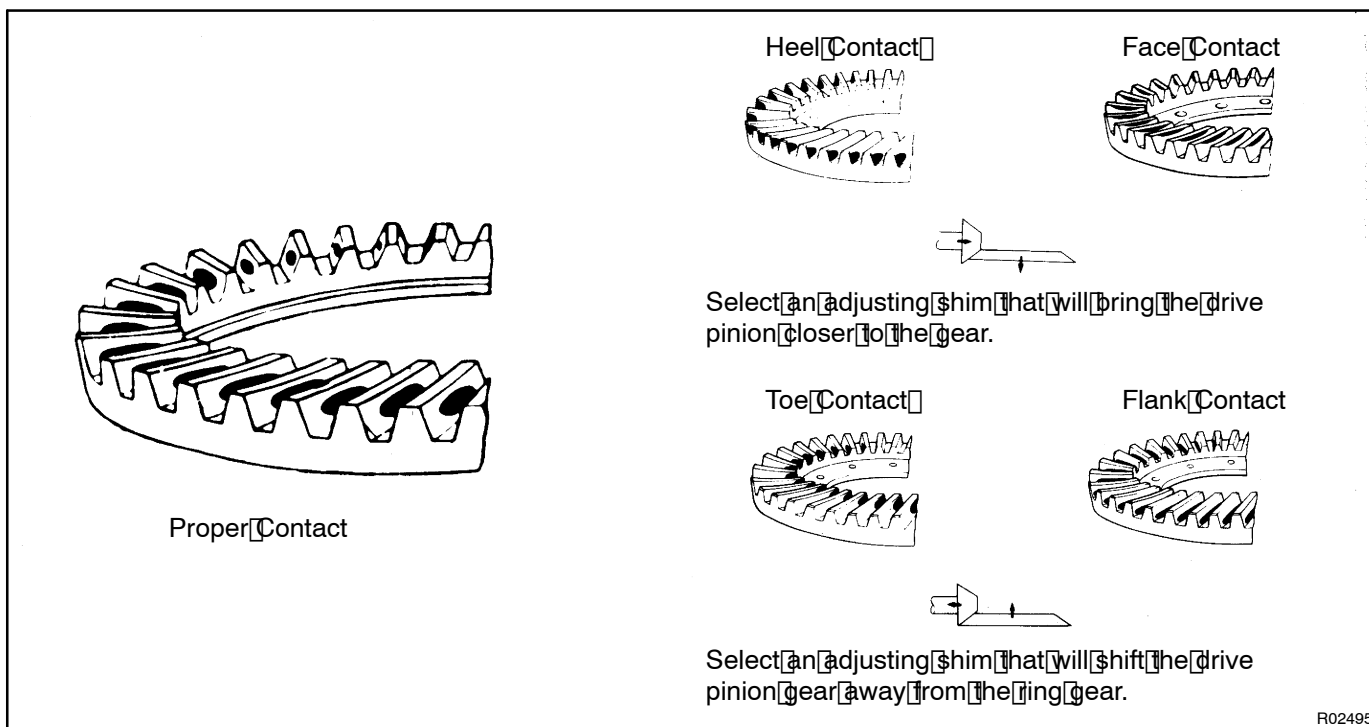 Heel Contact
Face Contact
Select an adjusting shim that will bring the drive
pinion closer to the gear.
Toe Contact
Flank Contact
Proper Contact
Select an adjusting shim that will shift the drive
pinion gear away from the ring gear.
R02495